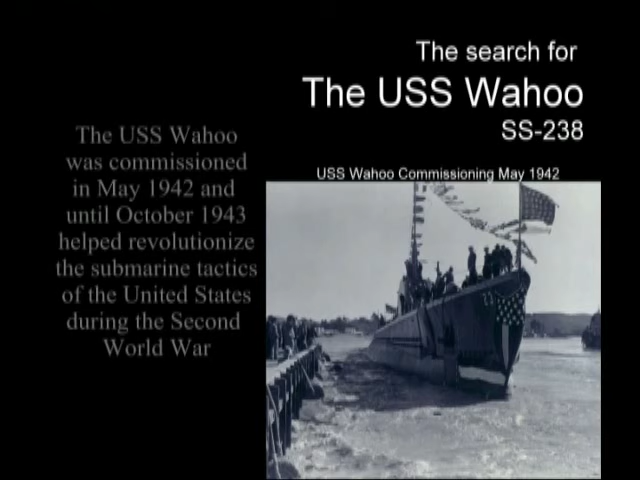 The search for
The USS Wahoo
SS-238
USS Wahoo Commissioning May 1942
The USS Wahoo
was commissioned
in May 1942 and
until October 1943
helped revolutionize
the submarine tactics
of the United States
during the Second
World War